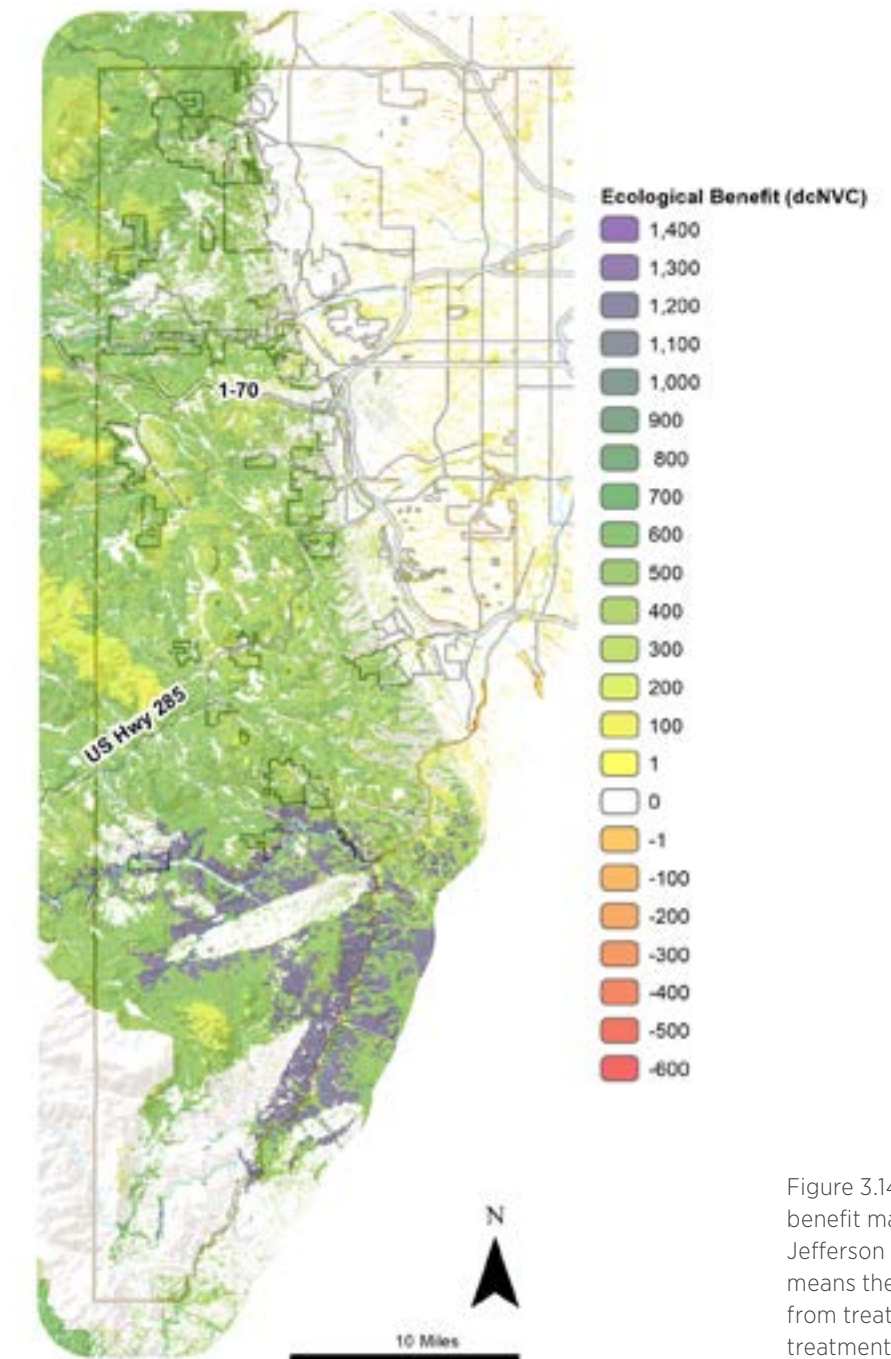 Ecological Benefit (dcNVC)
1,400
1,300
1,200
1,100
1,000
900
800
700
600
500
400
300
200
100
1
0
-1
-100
-200
-300
-400
-500
-600
1-70
US Hwy 285
N
10 Miles
Figure 3.14
benefit ma
Jefferson
means the
from treat
treatment